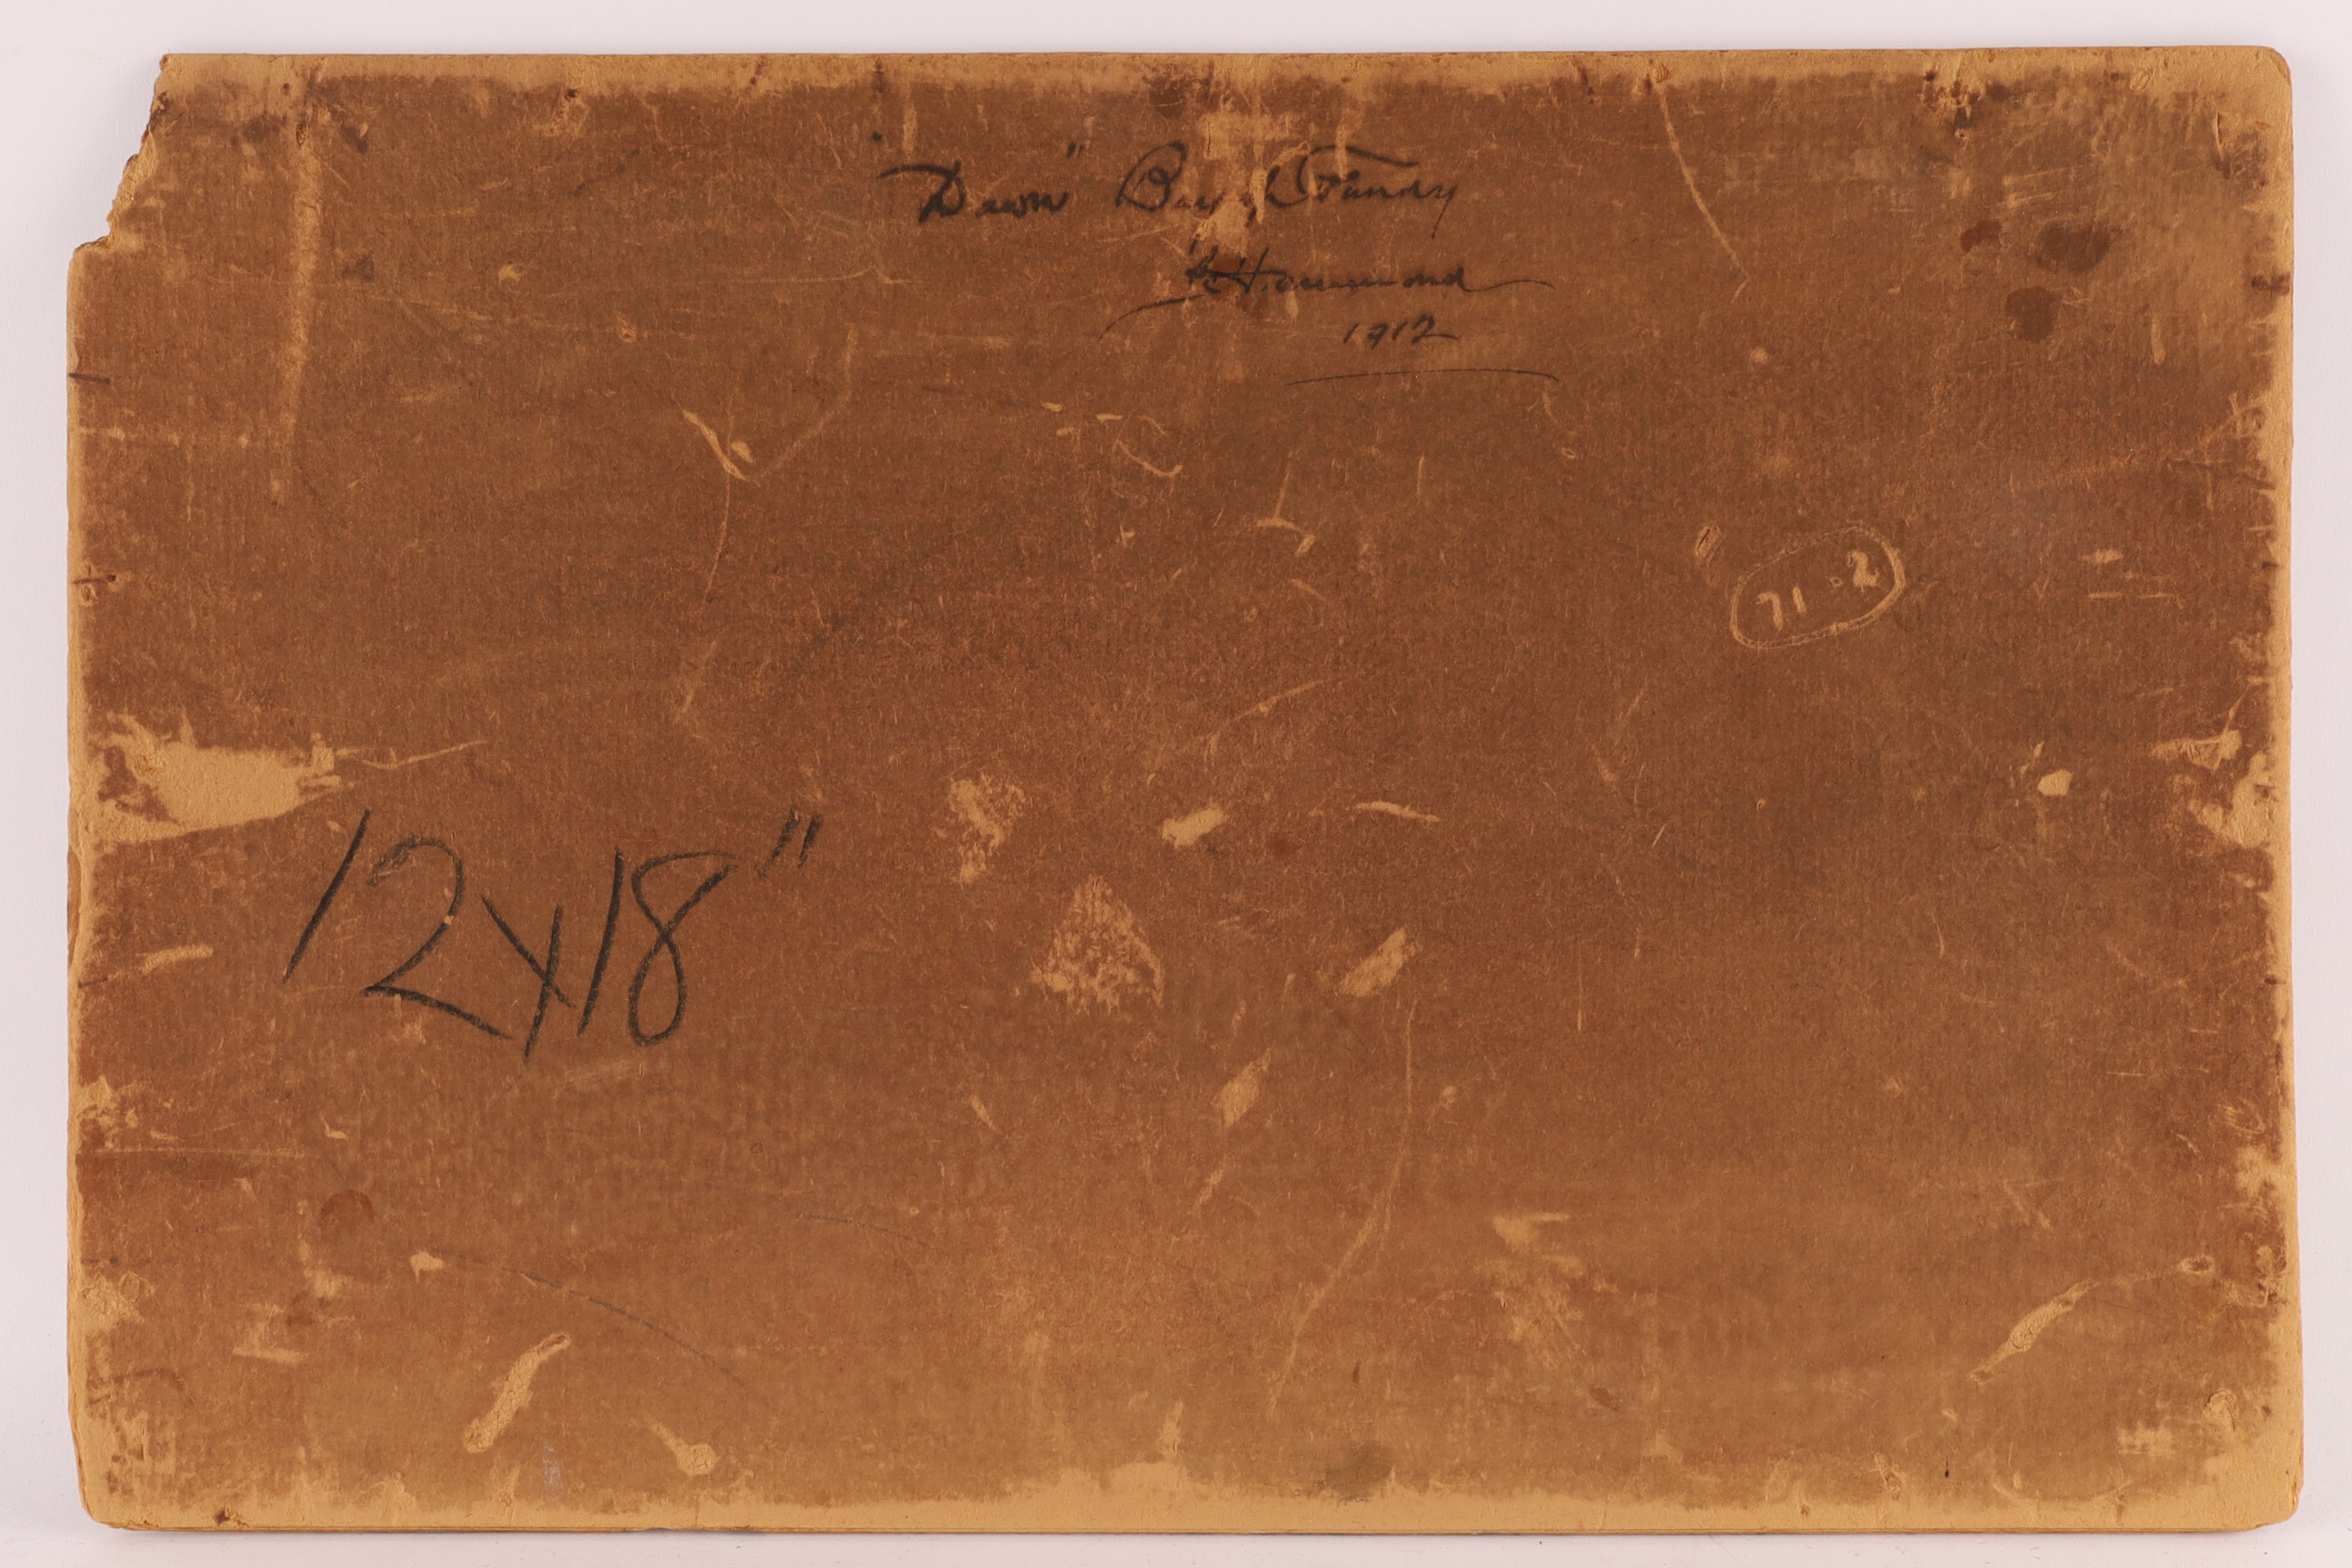 "Dawn" Bay of Fundy
Hammond
1912
71.2
12x18"